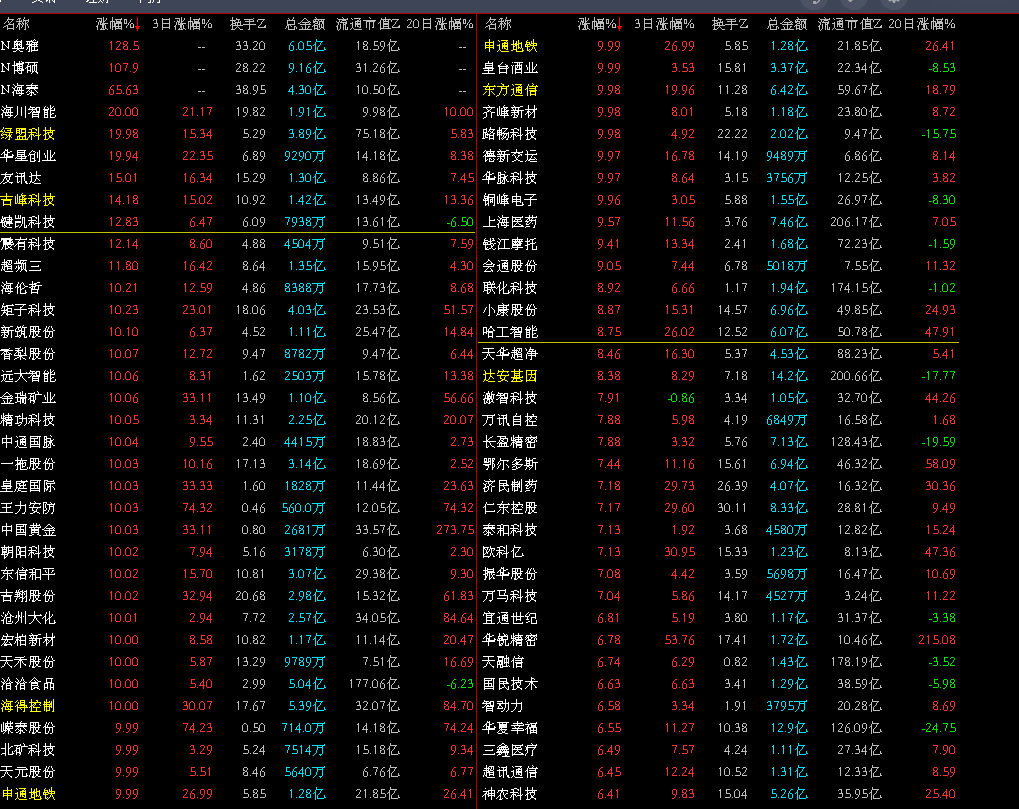 名称 涨幅%↓ 3日涨幅% 换手Z 总金额 流通市值Z 20日涨幅%
N奥雅 128.5 -- 33.20 6.05亿 18.59亿 --
N博硕 107.9 -- 28.22 9.16亿 31.26亿 --
N海泰 65.63 -- 38.95 4.30亿 10.50亿 --
海川智能 20.00 21.17 19.82 1.91亿 9.98亿 10.00
绿盟科技 19.98 15.34 5.29 3.89亿 75.18亿 5.83
华星创业 19.94 22.35 6.89 9290万 14.18亿 8.38
友讯达 15.01 16.34 15.29 1.30亿 8.86亿 7.45
吉峰科技 14.18 15.02 10.92 1.42亿 13.49亿 13.36
键凯科技 12.83 6.47 6.09 7938万 13.61亿 -6.50
震有科技 12.14 8.60 4.88 4504万 9.51亿 7.59
超频三 11.80 16.42 8.64 1.35亿 15.95亿 4.30
海伦哲 10.21 12.59 4.86 8388万 17.73亿 8.68
矩子科技 10.23 23.01 18.06 4.03亿 23.53亿 51.57
新筑股份 10.10 6.37 4.52 1.11亿 25.47亿 14.84
香梨股份 10.07 12.72 9.47 8782万 9.47亿 6.44
远大智能 10.06 8.31 1.62 2503万 15.78亿 13.38
金瑞矿业 10.06 33.11 13.49 1.10亿 8.56亿 56.66
精功科技 10.05 3.34 11.31 2.25亿 20.12亿 20.07
中通国脉 10.04 9.55 2.40 4415万 18.83亿 2.73
一拖股份 10.03 10.16 17.13 3.14亿 18.69亿 2.52
皇庭国际 10.03 33.33 1.60 1828万 11.44亿 23.63
王力安防 10.03 74.32 0.46 560.0万 12.05亿 74.32
中国黄金 10.03 33.11 0.80 2681万 33.57亿 273.75
朝阳科技 10.02 7.94 5.16 3178万 6.30亿 2.30
东信和平 10.02 15.70 10.81 3.07亿 29.38亿 9.30
吉翔股份 10.02 32.94 20.68 2.98亿 15.32亿 61.83
沧州大化 10.01 2.94 7.72 2.57亿 34.05亿 84.64
宏柏新材 10.00 8.58 10.82 1.17亿 11.14亿 20.47
天禾股份 10.00 5.87 13.29 9789万 7.51亿 16.69
洽洽食品 10.00 5.40 2.99 5.04亿 177.06亿 -6.23
海得控制 10.00 30.07 17.67 5.39亿 32.07亿 84.70
嵘泰股份 9.99 74.23 0.50 714.0万 14.18亿 74.24
北矿科技 9.99 3.29 5.24 7514万 15.18亿 9.34
天元股份 9.99 5.51 8.46 5640万 6.76亿 6.77
申通地铁 9.99 26.99 5.85 1.28亿 21.85亿 26.41
名称 涨幅%↓ 3日涨幅% 换手Z 总金额 流通市值Z 20日涨幅%
申通地铁 9.99 26.99 5.85 1.28亿 21.85亿 26.41
皇台酒业 9.99 3.53 15.81 3.37亿 22.34亿 -8.53
东方通信 9.98 19.96 11.28 6.42亿 59.67亿 18.79
齐峰新材 9.98 8.01 5.18 1.18亿 23.80亿 8.72
路畅科技 9.98 4.92 22.22 2.02亿 9.47亿 -15.75
德新交运 9.97 16.78 14.19 9489万 6.86亿 8.14
华脉科技 9.97 8.64 3.15 3756万 12.25亿 3.82
铜峰电子 9.96 3.05 5.88 1.55亿 26.97亿 -8.30
上海医药 9.57 11.56 3.76 7.46亿 206.17亿 7.05
钱江摩托 9.41 13.34 2.41 1.68亿 72.23亿 -1.59
会通股份 9.05 7.44 6.78 5018万 7.55亿 11.32
联化科技 8.92 6.66 1.17 1.94亿 174.15亿 -1.02
小康股份 8.87 15.31 14.57 6.96亿 49.85亿 24.93
哈工智能 8.75 26.02 12.52 6.07亿 50.78亿 47.91
天华超净 8.46 16.30 5.37 4.53亿 88.23亿 5.41
达安基因 8.38 8.29 7.18 14.2亿 200.66亿 -17.77
激智科技 7.91 -0.86 3.34 1.05亿 32.70亿 44.26
万讯自控 7.88 5.98 4.19 6849万 16.58亿 1.68
长盈精密 7.88 3.32 5.76 7.13亿 128.43亿 -19.59
鄂尔多斯 7.44 11.16 15.61 6.94亿 46.32亿 58.09
济民制药 7.18 29.73 26.39 4.07亿 16.32亿 30.36
仁东控股 7.17 29.60 30.11 8.33亿 28.81亿 9.49
泰和科技 7.13 1.92 3.68 4580万 12.82亿 15.24
欧科亿 7.13 30.95 15.33 1.23亿 8.13亿 47.36
振华股份 7.08 4.42 3.59 5698万 16.47亿 10.69
万马科技 7.04 5.86 14.17 4527万 3.24亿 11.22
宜通世纪 6.81 5.19 3.80 1.17亿 31.37亿 -3.38
华锐精密 6.78 53.76 17.41 1.72亿 10.46亿 215.08
天融信 6.74 6.29 0.82 1.43亿 178.19亿 -3.52
国民技术 6.63 6.63 3.41 1.29亿 38.59亿 -5.98
智动力 6.58 3.34 1.91 3795万 20.28亿 8.69
华夏幸福 6.55 11.27 10.38 12.9亿 126.09亿 -24.75
三鑫医疗 6.49 7.57 4.24 1.11亿 27.34亿 7.90
超讯通信 6.45 12.24 10.52 1.31亿 12.33亿 8.59
神农科技 6.41 9.83 15.04 5.26亿 35.95亿 25.40